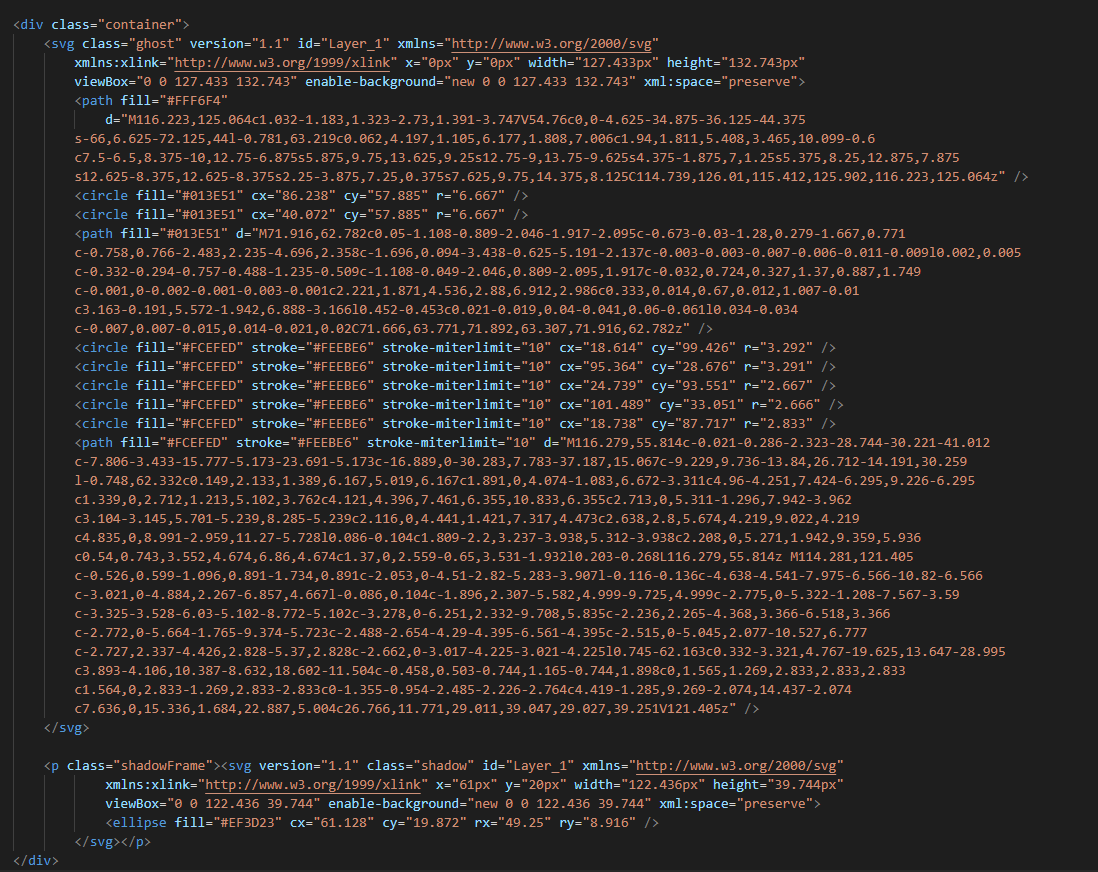 <div class="container">
<svg class="ghost" version="1.1" id="Layer_1" xmlns="http://www.w3.org/2000/svg"
xmlns:xlink="http://www.w3.org/1999/xlink" x="0px" y="0px" width="127.433px" height="132.743px"
viewBox="0 0 127.433 132.743" enable-background="new 0 0 127.433 132.743" xml:space="preserve">
<path fill="#FFF6F4"
d="M116.223,125.064c1.032-1.183,1.323-2.73,1.391-3.747V54.76c0,0-4.625-34.875-36.125-44.375
s-66,6.625-72.125,44l-0.781,63.219c0.062,4.197,1.105,6.177,1.808,7.006c1.94,1.811,5.408,3.465,10.099-0.6
c7.5-6.5,8.375-10,12.75-6.875s5.875,9.75,13.625,9.25s12.75-9,13.75-9.625s4.375-1.875,7,1.25s5.375,8.25,12.875,7.875
s12.625-8.375,12.625-8.375s2.25-3.875,7.25,0.375s7.625,9.75,14.375,8.125C114.739,126.01,115.412,125.902,116.223,125.064z" />
<circle fill="#013E51" cx="86.238" cy="57.885" r="6.667" />
<circle fill="#013E51" cx="40.072" cy="57.885" r="6.667" />
<path fill="#013E51" d="M71.916,62.782c0.05-1.108-0.809-2.046-1.917-2.095c-0.673-0.03-1.28,0.279-1.667,0.771
c-0.758,0.766-2.483,2.235-4.696,2.358c-1.696,0.094-3.438-0.625-5.191-2.137c-0.003-0.003-0.007-0.006-0.011-0.009l0.002,0.005
c-0.332-0.294-0.757-0.488-1.235-0.509c-1.108-0.049-2.046,0.809-2.095,1.917c-0.032,0.724,0.327,1.37,0.887,1.749
c-0.001,0-0.002-0.001-0.003-0.001c2.221,1.871,4.536,2.88,6.912,2.986c0.333,0.014,0.67,0.012,1.007-0.01
c3.163-0.191,5.572-1.942,6.888-3.166l0.452-0.453c0.021-0.019,0.04-0.041,0.06-0.061l0.034-0.034
c-0.007,0.007-0.015,0.014-0.021,0.02C71.666,63.771,71.892,63.307,71.916,62.782z" />
<circle fill="#FCEFED" stroke="#FEEBE6" stroke-miterlimit="10" cx="18.614" cy="99.426" r="3.292" />
<circle fill="#FCEFED" stroke="#FEEBE6" stroke-miterlimit="10" cx="95.364" cy="28.676" r="3.291" />
<circle fill="#FCEFED" stroke="#FEEBE6" stroke-miterlimit="10" cx="24.739" cy="93.551" r="2.667" />
<circle fill="#FCEFED" stroke="#FEEBE6" stroke-miterlimit="10" cx="101.489" cy="33.051" r="2.666" />
<circle fill="#FCEFED" stroke="#FEEBE6" stroke-miterlimit="10" cx="18.738" cy="87.717" r="2.833" />
<path fill="#FCEFED" stroke="#FEEBE6" stroke-miterlimit="10" d="M116.279,55.814c-0.021-0.286-2.323-28.744-30.221-41.012
c-7.806-3.433-15.777-5.173-23.691-5.173c-16.889,0-30.283,7.783-37.187,15.067c-9.229,9.736-13.84,26.712-14.191,30.259
l-0.748,62.332c0.149,2.133,1.389,6.167,5.019,6.167c1.891,0,4.074-1.083,6.672-3.311c4.96-4.251,7.424-6.295,9.226-6.295
c1.339,0,2.712,1.213,5.102,3.762c4.121,4.396,7.461,6.355,10.833,6.355c2.713,0,5.311-1.296,7.942-3.962
c3.104-3.145,5.701-5.239,8.285-5.239c2.116,0,4.441,1.421,7.317,4.473c2.638,2.8,5.674,4.219,9.022,4.219
c4.835,0,8.991-2.959,11.27-5.728l0.086-0.104c1.809-2.2,3.237-3.938,5.312-3.938c2.208,0,5.271,1.942,9.359,5.936
c0.54,0.743,3.552,4.674,6.86,4.674c1.37,0,2.559-0.65,3.531-1.932l0.203-0.268L116.279,55.814z M114.281,121.405
c-0.526,0.599-1.096,0.891-1.734,0.891c-2.053,0-4.51-2.82-5.283-3.907l-0.116-0.136c-4.638-4.541-7.975-6.566-10.82-6.566
c-3.021,0-4.884,2.267-6.857,4.667l-0.086,0.104c-1.896,2.307-5.582,4.999-9.725,4.999c-2.775,0-5.322-1.208-7.567-3.59
c-3.325-3.528-6.03-5.102-8.772-5.102c-3.278,0-6.251,2.332-9.708,5.835c-2.236,2.265-4.368,3.366-6.518,3.366
c-2.772,0-5.664-1.765-9.374-5.723c-2.488-2.654-4.29-4.395-6.561-4.395c-2.515,0-5.045,2.077-10.527,6.777
c-2.727,2.337-4.426,2.828-5.37,2.828c-2.662,0-3.017-4.225-3.021-4.225l0.745-62.163c0.332-3.321,4.767-19.625,13.647-28.995
c3.893-4.106,10.387-8.632,18.602-11.504c-0.458,0.503-0.744,1.165-0.744,1.898c0,1.565,1.269,2.833,2.833,2.833
c1.564,0,2.833-1.269,2.833-2.833c0-1.355-0.954-2.485-2.226-2.764c4.419-1.285,9.269-2.074,14.437-2.074
c7.636,0,15.336,1.684,22.887,5.004c26.766,11.771,29.011,39.047,29.027,39.251V121.405z" />
</svg>
<p class="shadowFrame"><svg version="1.1" class="shadow" id="Layer_1" xmlns="http://www.w3.org/2000/svg"
xmlns:xlink="http://www.w3.org/1999/xlink" x="61px" y="20px" width="122.436px" height="39.744px"
viewBox="0 0 122.436 39.744" enable-background="new 0 0 122.436 39.744" xml:space="preserve">
<ellipse fill="#EF3D23" cx="61.128" cy="19.872" rx="49.25" ry="8.916" />
</svg></p>
</div>